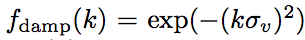 f_damp(k) = exp(−(kσ_v)²)